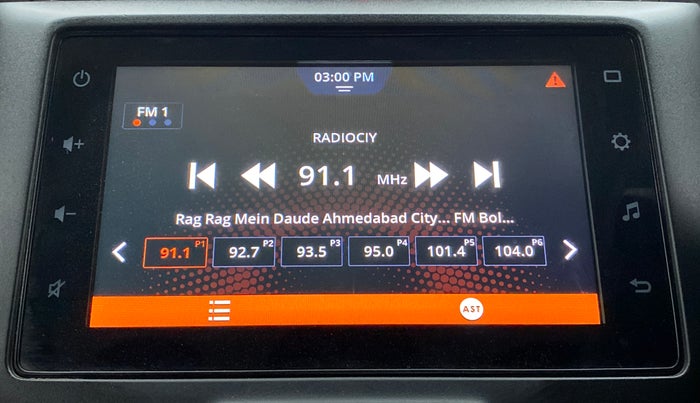 03:00 PM
FM 1
RADIOCIY
91.1 MHz
Rag Rag Mein Daude Ahmedabad City... FM Bol...
91.1 P1 92.7 P2 93.5 P3 95.0 P4 101.4 P5 104.0 P6
AST